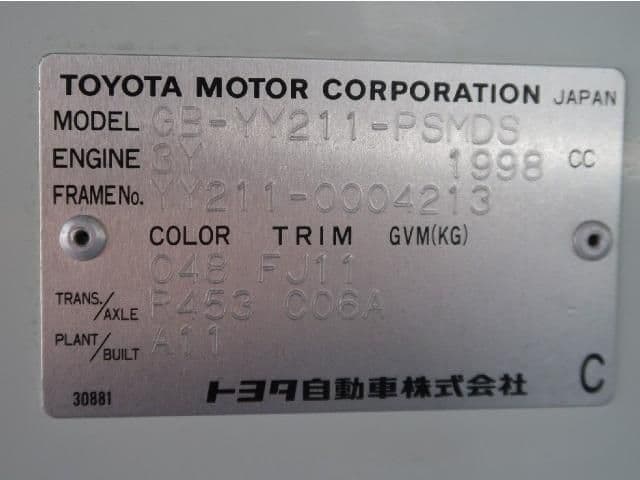 TOYOTA MOTOR CORPORATION JAPAN
MODEL GB-YY211-PSMDS
ENGINE 3Y 1998 CC
FRAME No. YY211-0004213
COLOR TRIM GVM(KG)
048 FJ11
TRANS./AXLE R453 C06A
PLANT/BUILT A11
30881 トヨタ自動車株式会社 C